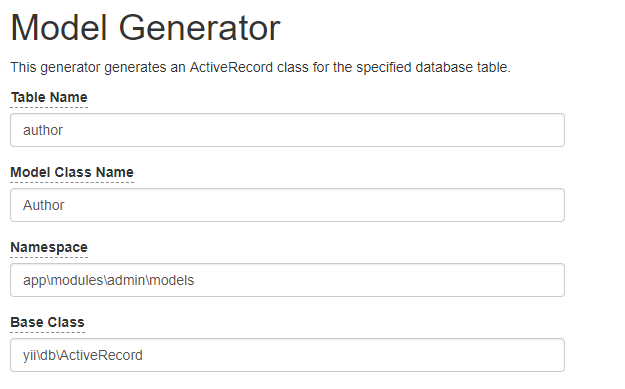 Model Generator
This generator generates an ActiveRecord class for the specified database table.
Table Name
author
Model Class Name
Author
Namespace
app\modules\admin\models
Base Class
yii\db\ActiveRecord